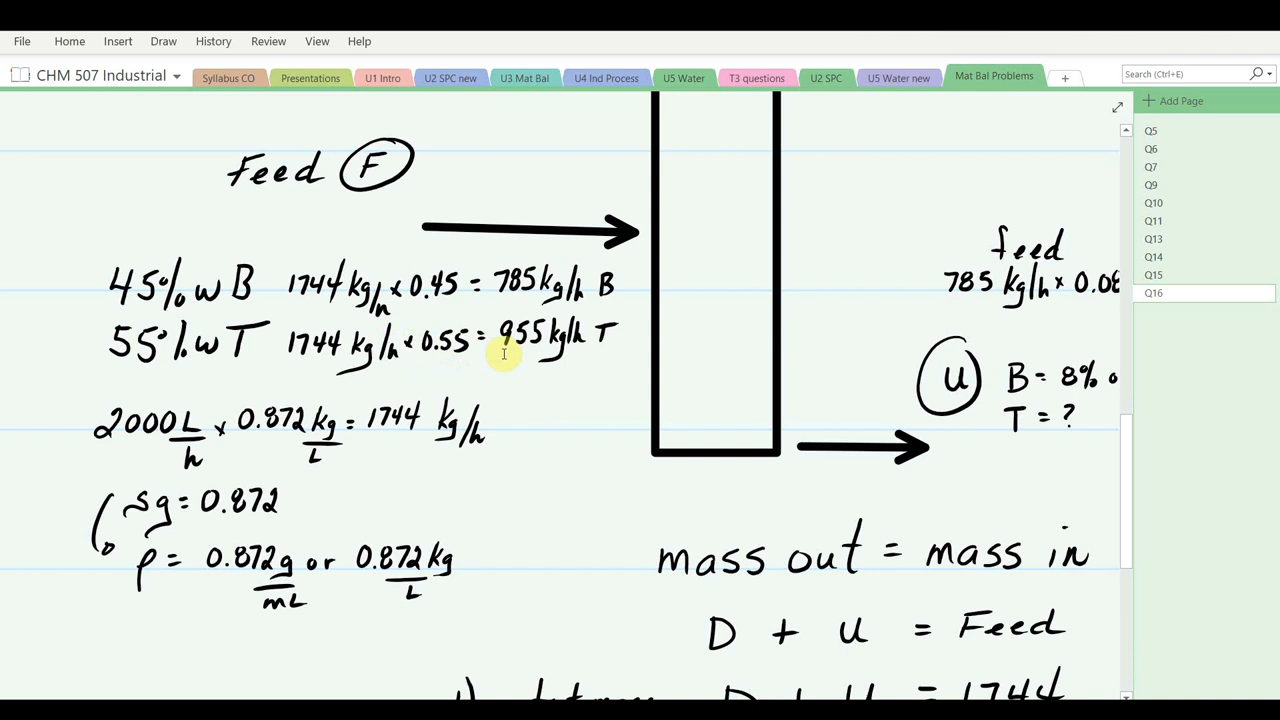 File Home Insert Draw History Review View Help
CHM 507 Industrial
Syllabus CO Presentations U1 Intro U2 SPC new U3 Mat Bal U4 Ind Process U5 Water T3 questions U2 SPC U5 Water new Mat Bal Problems +
Search (Ctrl+E)
Add Page
Q5
Q6
Q7
Q9
Q10
Q11
Q13
Q14
Q15
Q16
Feed F
45%w B 1744 kg/h × 0.45 = 785 kg/h B
55%w T 1744 kg/h × 0.55 = 955 kg/h T
2000 L/h × 0.872 kg/L = 1744 kg/h
sg = 0.872
ρ = 0.872 g/mL or 0.872 kg/L
feed
785 kg/h × 0.08
U B = 8% o
T = ?
mass out = mass in
D + U = Feed
D + U = 1744